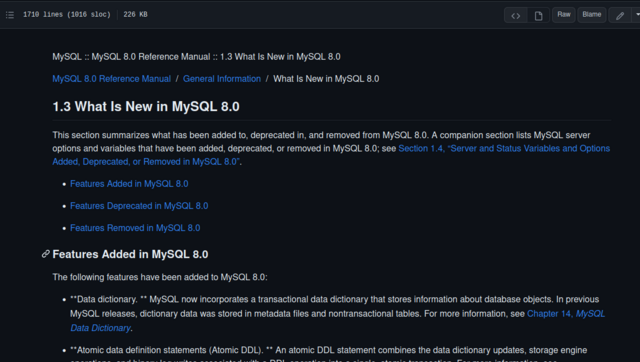 1710 lines (1016 sloc) 226 KB Raw Blame
MySQL :: MySQL 8.0 Reference Manual :: 1.3 What Is New in MySQL 8.0
MySQL 8.0 Reference Manual / General Information / What Is New in MySQL 8.0
1.3 What Is New in MySQL 8.0
This section summarizes what has been added to, deprecated in, and removed from MySQL 8.0. A companion section lists MySQL server
options and variables that have been added, deprecated, or removed in MySQL 8.0; see Section 1.4, “Server and Status Variables and Options
Added, Deprecated, or Removed in MySQL 8.0”.
• Features Added in MySQL 8.0
• Features Deprecated in MySQL 8.0
• Features Removed in MySQL 8.0
Features Added in MySQL 8.0
The following features have been added to MySQL 8.0:
• **Data dictionary. ** MySQL now incorporates a transactional data dictionary that stores information about database objects. In previous
MySQL releases, dictionary data was stored in metadata files and nontransactional tables. For more information, see Chapter 14, MySQL
Data Dictionary.
• **Atomic data definition statements (Atomic DDL). ** An atomic DDL statement combines the data dictionary updates, storage engine